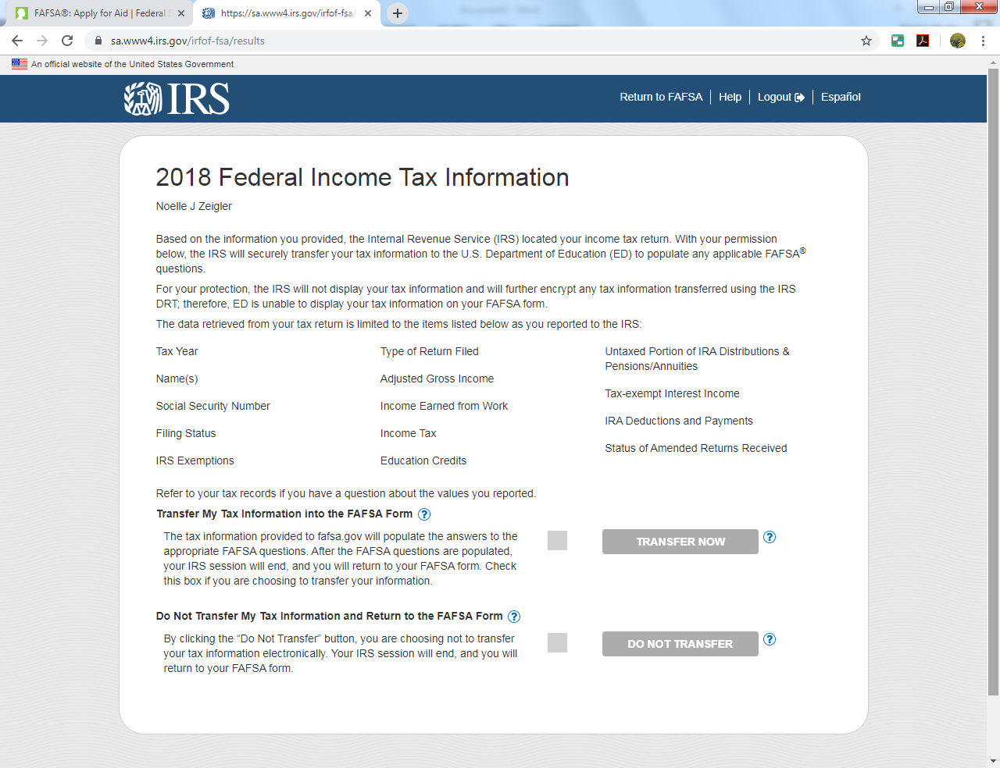 FAFSA®: Apply for Aid | Federal S
https://sa.www4.irs.gov/irfof-fsa/
sa.www4.irs.gov/irfof-fsa/results
An official website of the United States Government
IRS
Return to FAFSA
Help
Logout
Español
2018 Federal Income Tax Information
Noelle J Zeigler
Based on the information you provided, the Internal Revenue Service (IRS) located your income tax return. With your permission
below, the IRS will securely transfer your tax information to the U.S. Department of Education (ED) to populate any applicable FAFSA®
questions.
For your protection, the IRS will not display your tax information and will further encrypt any tax information transferred using the IRS
DRT; therefore, ED is unable to display your tax information on your FAFSA form.
The data retrieved from your tax return is limited to the items listed below as you reported to the IRS:
Tax Year
Name(s)
Social Security Number
Filing Status
IRS Exemptions
Type of Return Filed
Adjusted Gross Income
Income Earned from Work
Income Tax
Education Credits
Untaxed Portion of IRA Distributions &
Pensions/Annuities
Tax-exempt Interest Income
IRA Deductions and Payments
Status of Amended Returns Received
Refer to your tax records if you have a question about the values you reported.
Transfer My Tax Information into the FAFSA Form ?
The tax information provided to fafsa.gov will populate the answers to the
appropriate FAFSA questions. After the FAFSA questions are populated,
your IRS session will end, and you will return to your FAFSA form. Check
this box if you are choosing to transfer your information.
TRANSFER NOW ?
Do Not Transfer My Tax Information and Return to the FAFSA Form ?
By clicking the “Do Not Transfer” button, you are choosing not to transfer
your tax information electronically. Your IRS session will end, and you will
return to your FAFSA form.
DO NOT TRANSFER ?